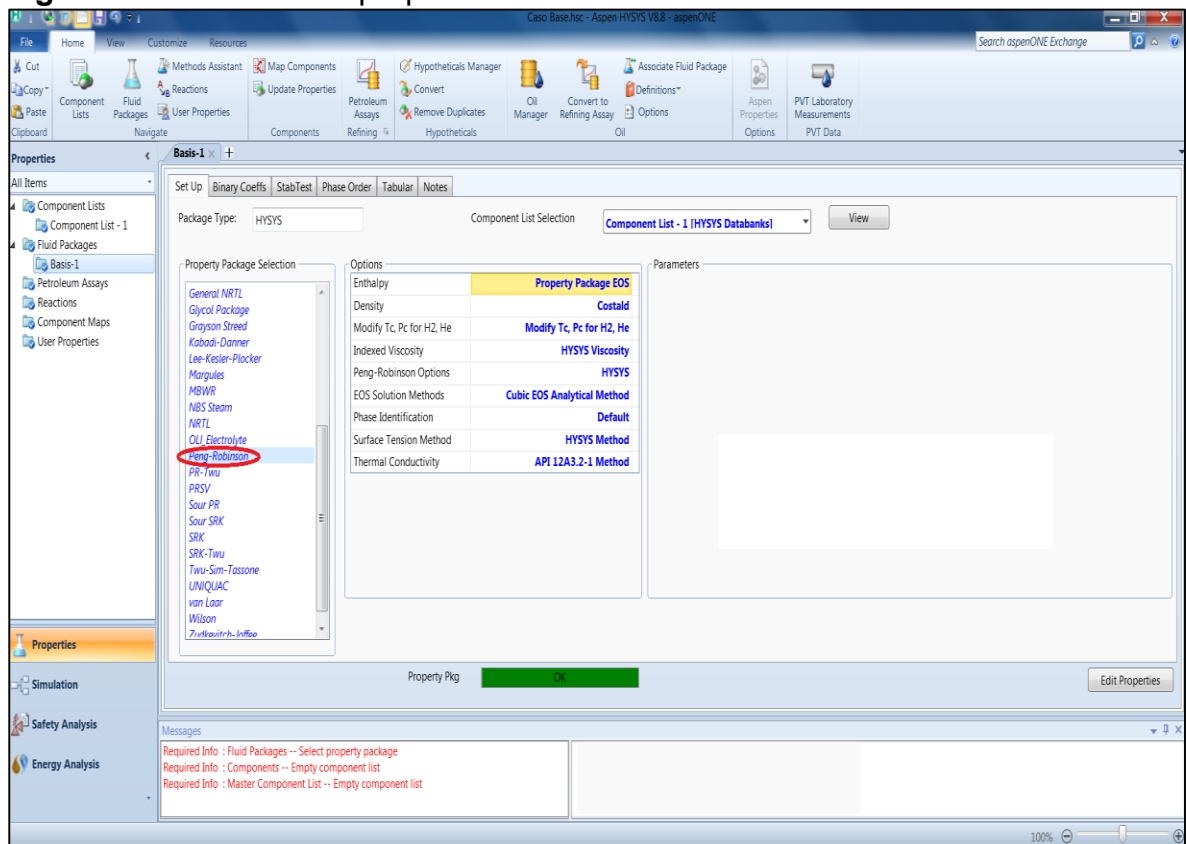 Caso Base.hsc - Aspen HYSYS V8.8 - aspenONE
File Home View Customize Resources
Search aspenONE Exchange
Cut
Copy
Paste
Clipboard
Component Lists
Fluid Packages
Navigate
Methods Assistant
Reactions
User Properties
Map Components
Update Properties
Components
Petroleum Assays
Refining
Hypotheticals Manager
Convert
Remove Duplicates
Hypotheticals
Oil Manager
Convert to Refining Assay
Associate Fluid Package
Definitions
Options
Oil
Aspen Properties
Options
PVT Laboratory Measurements
PVT Data
Properties
All Items
Component Lists
Component List - 1
Fluid Packages
Basis-1
Petroleum Assays
Reactions
Component Maps
User Properties
Properties
Simulation
Safety Analysis
Energy Analysis
Basis-1
Set Up Binary Coeffs StabTest Phase Order Tabular Notes
Package Type: HYSYS Component List Selection Component List - 1 [HYSYS Databanks] View
Property Package Selection
General NRTL
Glycol Package
Grayson Streed
Kabadi-Danner
Lee-Kesler-Plocker
Margules
MBWR
NBS Steam
NRTL
OLI_Electrolyte
Peng-Robinson
PR-Twu
PRSV
Sour PR
Sour SRK
SRK
SRK-Twu
Twu-Sim-Tassone
UNIQUAC
van Laar
Wilson
Zudkevitch-Joffee
Options
Enthalpy Property Package EOS
Density Costald
Modify Tc, Pc for H2, He Modify Tc, Pc for H2, He
Indexed Viscosity HYSYS Viscosity
Peng-Robinson Options HYSYS
EOS Solution Methods Cubic EOS Analytical Method
Phase Identification Default
Surface Tension Method HYSYS Method
Thermal Conductivity API 12A3.2-1 Method
Parameters
Property Pkg OK
Edit Properties
Messages
Required Info : Fluid Packages -- Select property package
Required Info : Components -- Empty component list
Required Info : Master Component List -- Empty component list
100%